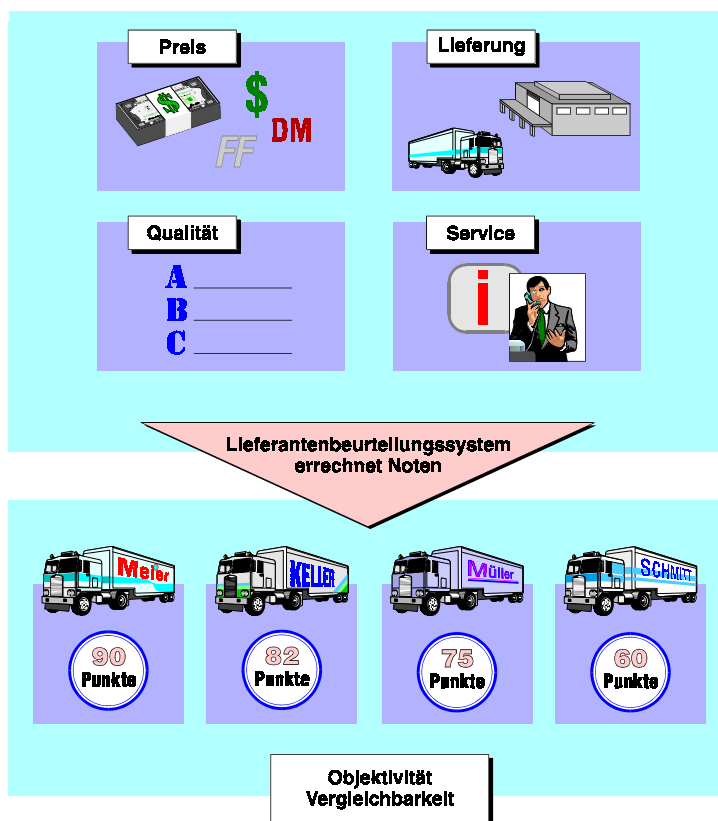 Preis
Lieferung
$
$
DM
FF
Qualität
Service
A
B
C
i
Lieferantenbeurteilungssystem
errechnet Noten
Meier
KELLER
Müller
SCHMITT
90
Punkte
82
Punkte
75
Punkte
60
Punkte
Objektivität
Vergleichbarkeit